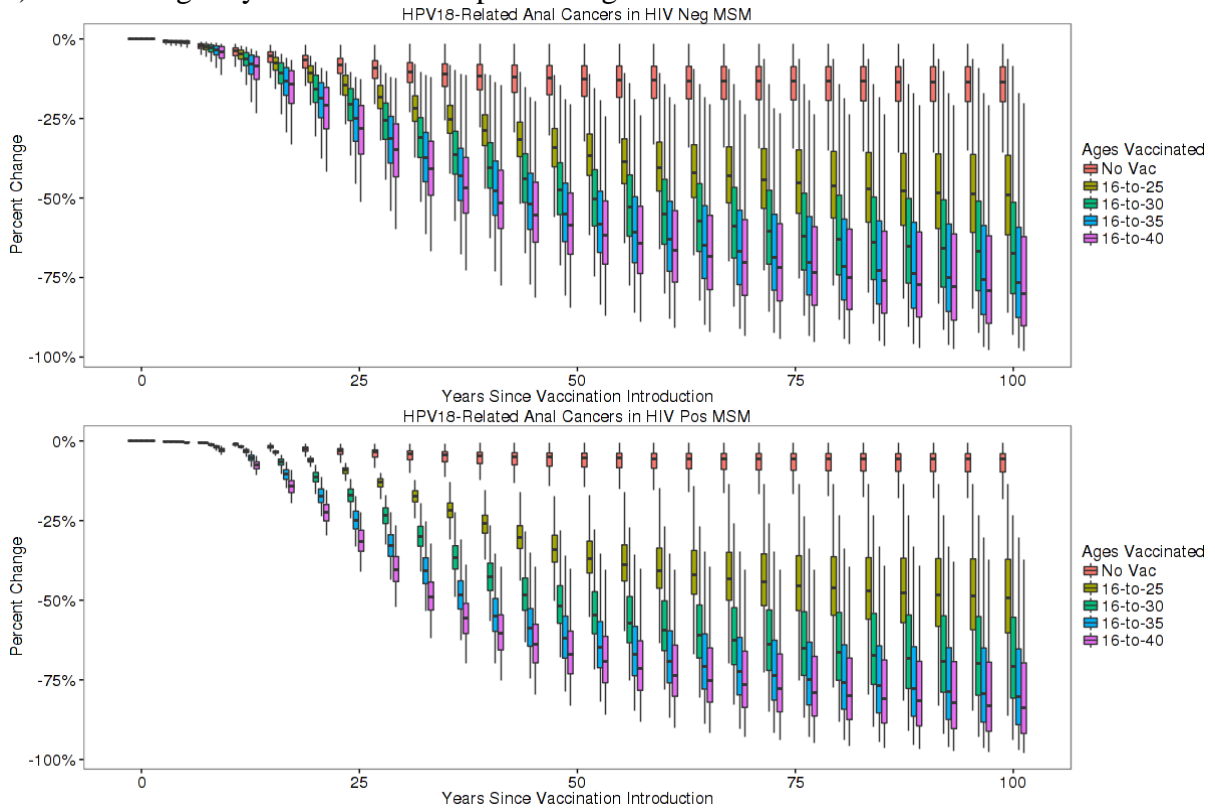 HPV18-Related Anal Cancers in HIV Neg MSM
0%
-25%
-50%
-75%
-100%
Percent Change
0 25 50 75 100
Years Since Vaccination Introduction
Ages Vaccinated
No Vac
16-to-25
16-to-30
16-to-35
16-to-40
HPV18-Related Anal Cancers in HIV Pos MSM
0%
-25%
-50%
-75%
-100%
Percent Change
0 25 50 75 100
Years Since Vaccination Introduction
Ages Vaccinated
No Vac
16-to-25
16-to-30
16-to-35
16-to-40